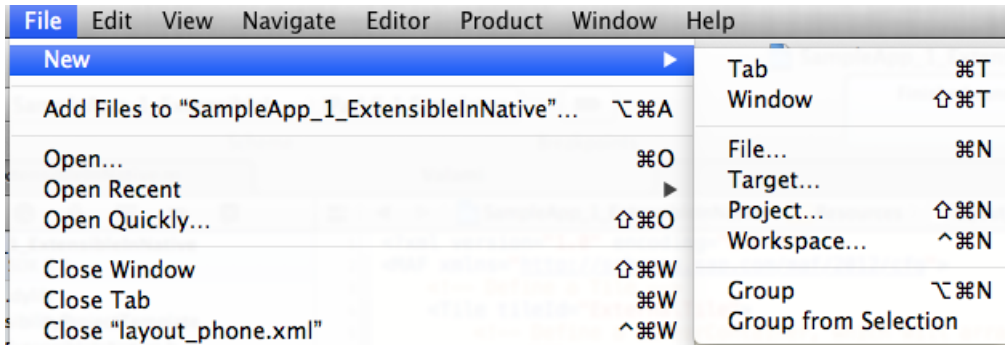 File Edit View Navigate Editor Product Window Help
New ▶
Add Files to "SampleApp_1_ExtensibleInNative"... ⌥⌘A
Open... ⌘O
Open Recent ▶
Open Quickly... ⇧⌘O
Close Window ⇧⌘W
Close Tab ⌘W
Close "layout_phone.xml" ^⌘W
Tab ⌘T
Window ⇧⌘T
File... ⌘N
Target...
Project... ⇧⌘N
Workspace... ^⌘N
Group ⌥⌘N
Group from Selection